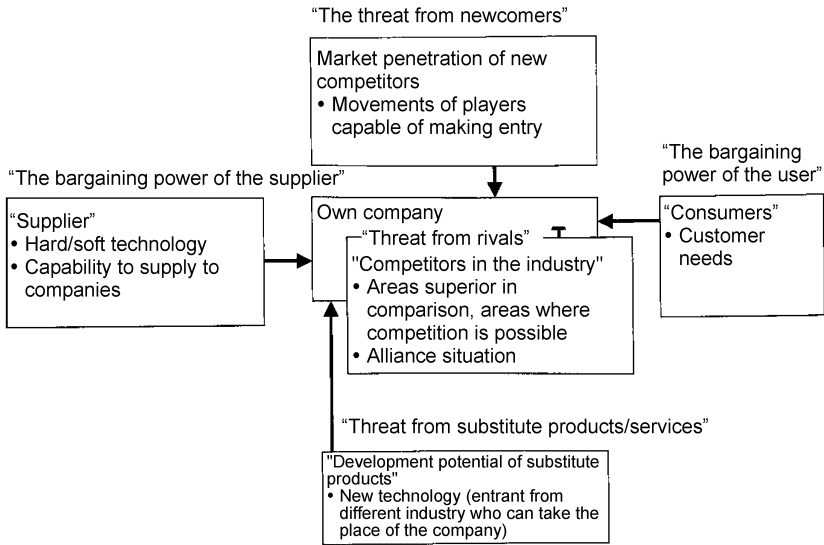 “The threat from newcomers”
Market penetration of new
competitors
• Movements of players
capable of making entry
“The bargaining power of the supplier”
“Supplier”
• Hard/soft technology
• Capability to supply to
companies
“The bargaining
power of the user”
“Consumers”
• Customer
needs
Own company
“Threat from rivals”
"Competitors in the industry"
• Areas superior in
comparison, areas where
competition is possible
• Alliance situation
“Threat from substitute products/services”
"Development potential of substitute
products"
• New technology (entrant from
different industry who can take the
place of the company)